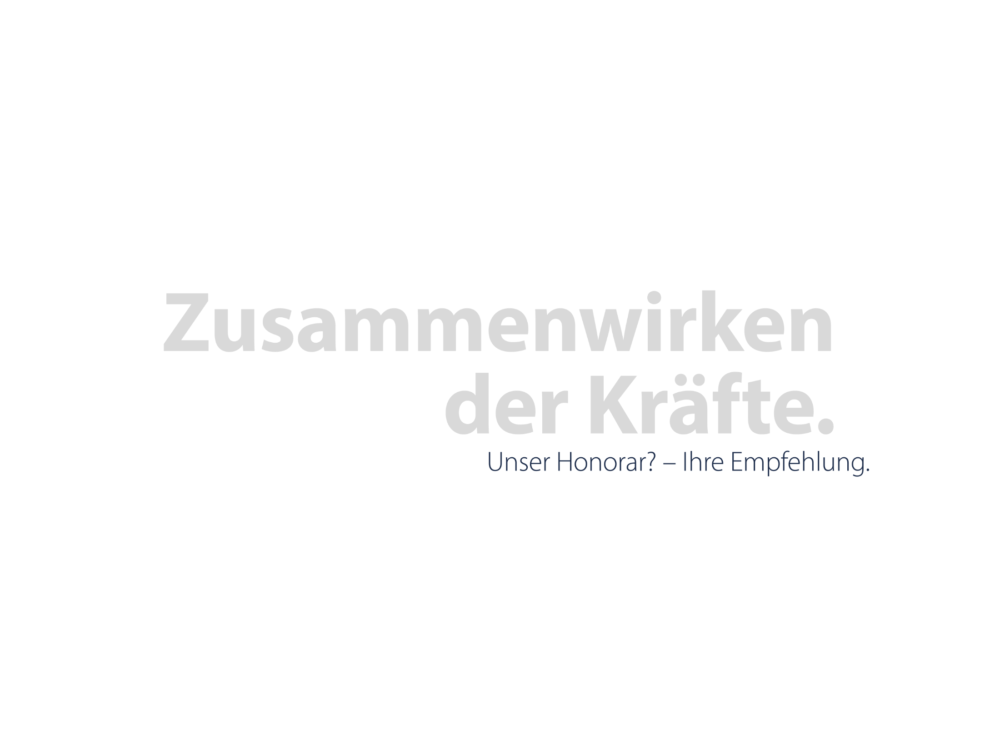 Zusammenwirken
der Kräfte.
Unser Honorar? – Ihre Empfehlung.